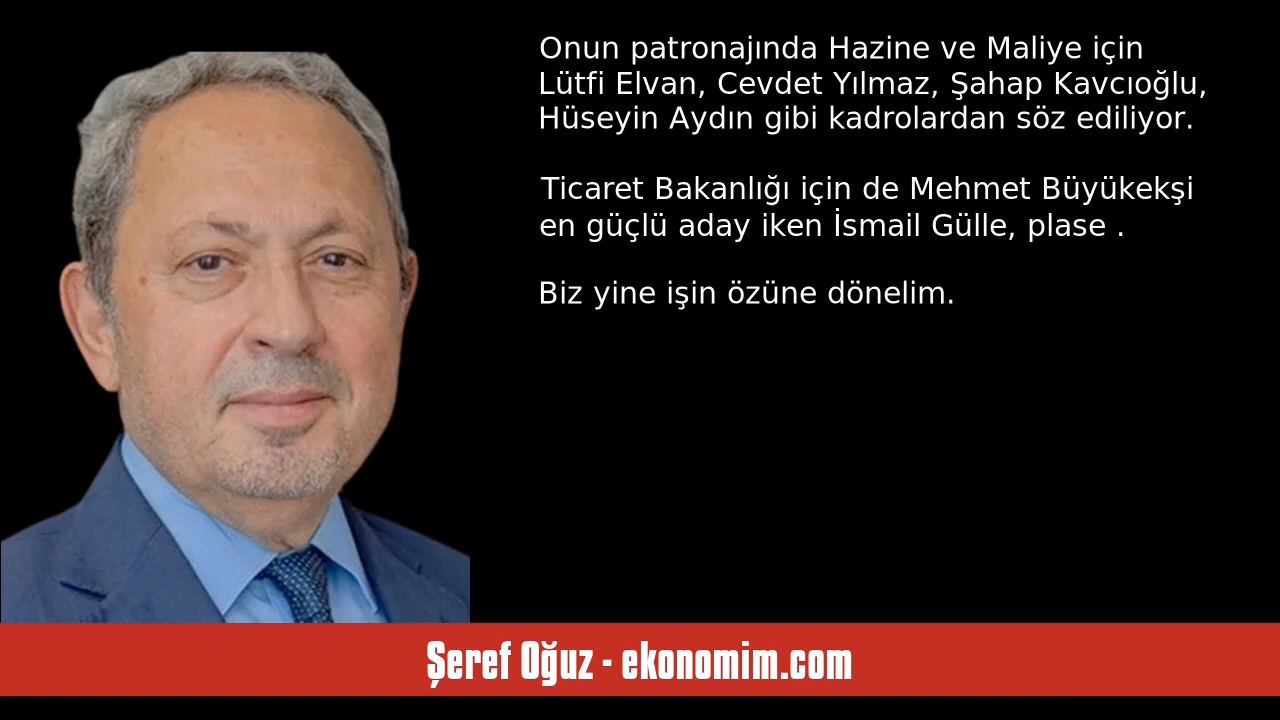 Onun patronajında Hazine ve Maliye için
Lütfi Elvan, Cevdet Yılmaz, Şahap Kavcıoğlu,
Hüseyin Aydın gibi kadrolardan söz ediliyor.
Ticaret Bakanlığı için de Mehmet Büyükekşi
en güçlü aday iken İsmail Gülle, plase .
Biz yine işin özüne dönelim.
Şeref Oğuz - ekonomim.com